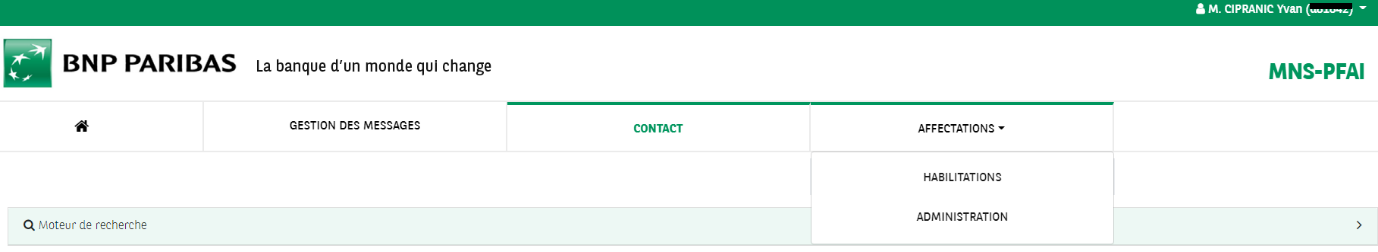 M. CIPRANIC Yvan
BNP PARIBAS La banque d'un monde qui change
MNS-PFAI
GESTION DES MESSAGES CONTACT AFFECTATIONS
HABILITATIONS
ADMINISTRATION
Moteur de recherche